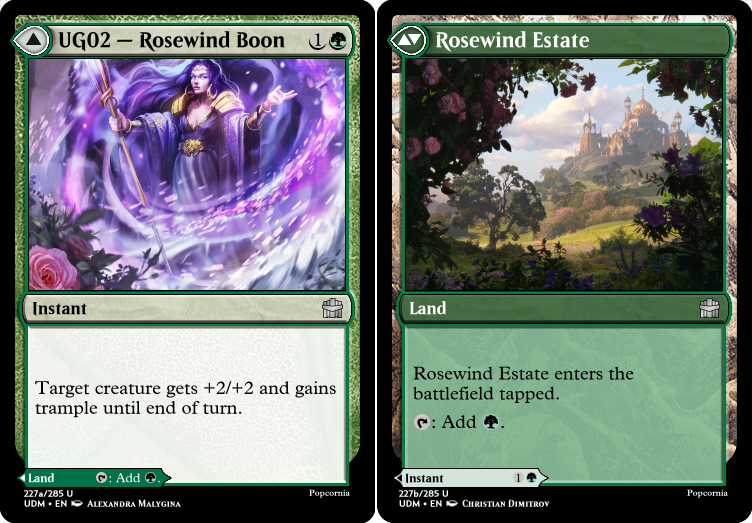 UG02 — Rosewind Boon 1
Instant
Target creature gets +2/+2 and gains
trample until end of turn.
Land : Add .
227a/285 U
Popcornia
UDM • EN Alexandra Malygina
Rosewind Estate
Land
Rosewind Estate enters the
battlefield tapped.
: Add .
Instant 1
227b/285 U
Popcornia
UDM • EN Christian Dimitrov